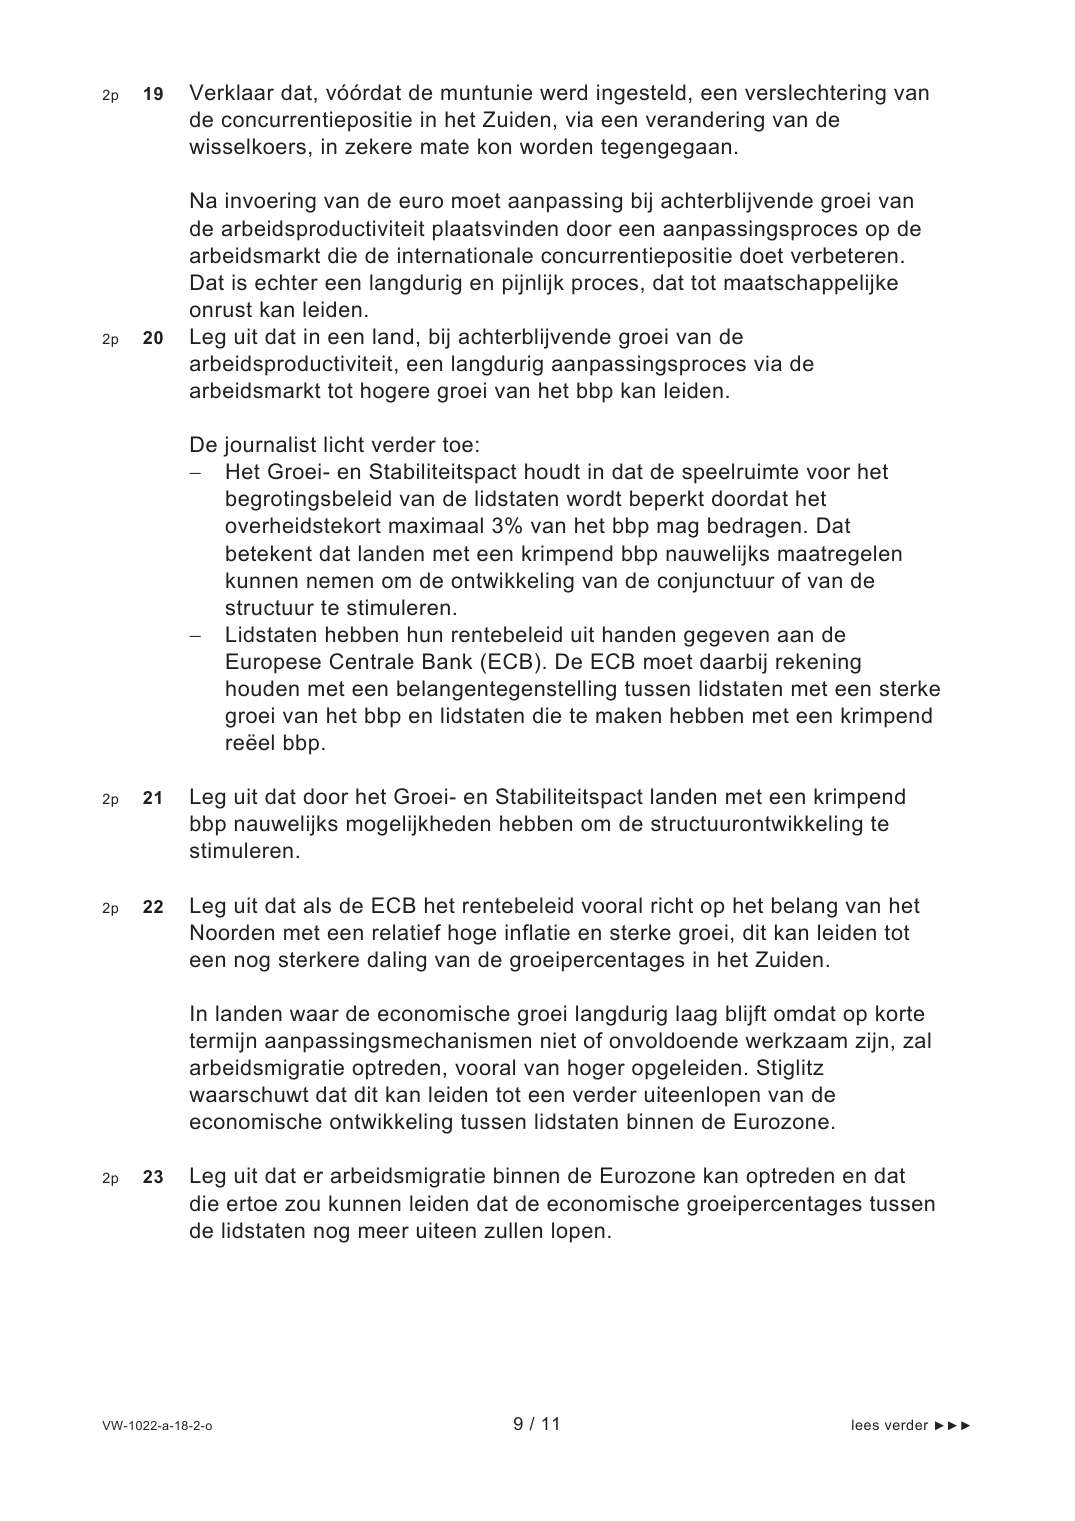 2p 19 Verklaar dat, vóórdat de muntunie werd ingesteld, een verslechtering van
de concurrentiepositie in het Zuiden, via een verandering van de
wisselkoers, in zekere mate kon worden tegengegaan.
Na invoering van de euro moet aanpassing bij achterblijvende groei van
de arbeidsproductiviteit plaatsvinden door een aanpassingsproces op de
arbeidsmarkt die de internationale concurrentiepositie doet verbeteren.
Dat is echter een langdurig en pijnlijk proces, dat tot maatschappelijke
onrust kan leiden.
2p 20 Leg uit dat in een land, bij achterblijvende groei van de
arbeidsproductiviteit, een langdurig aanpassingsproces via de
arbeidsmarkt tot hogere groei van het bbp kan leiden.
De journalist licht verder toe:
– Het Groei- en Stabiliteitspact houdt in dat de speelruimte voor het
begrotingsbeleid van de lidstaten wordt beperkt doordat het
overheidstekort maximaal 3% van het bbp mag bedragen. Dat
betekent dat landen met een krimpend bbp nauwelijks maatregelen
kunnen nemen om de ontwikkeling van de conjunctuur of van de
structuur te stimuleren.
– Lidstaten hebben hun rentebeleid uit handen gegeven aan de
Europese Centrale Bank (ECB). De ECB moet daarbij rekening
houden met een belangentegenstelling tussen lidstaten met een sterke
groei van het bbp en lidstaten die te maken hebben met een krimpend
reëel bbp.
2p 21 Leg uit dat door het Groei- en Stabiliteitspact landen met een krimpend
bbp nauwelijks mogelijkheden hebben om de structuurontwikkeling te
stimuleren.
2p 22 Leg uit dat als de ECB het rentebeleid vooral richt op het belang van het
Noorden met een relatief hoge inflatie en sterke groei, dit kan leiden tot
een nog sterkere daling van de groeipercentages in het Zuiden.
In landen waar de economische groei langdurig laag blijft omdat op korte
termijn aanpassingsmechanismen niet of onvoldoende werkzaam zijn, zal
arbeidsmigratie optreden, vooral van hoger opgeleiden. Stiglitz
waarschuwt dat dit kan leiden tot een verder uiteenlopen van de
economische ontwikkeling tussen lidstaten binnen de Eurozone.
2p 23 Leg uit dat er arbeidsmigratie binnen de Eurozone kan optreden en dat
die ertoe zou kunnen leiden dat de economische groeipercentages tussen
de lidstaten nog meer uiteen zullen lopen.
VW-1022-a-18-2-o 9 / 11 lees verder ►►►